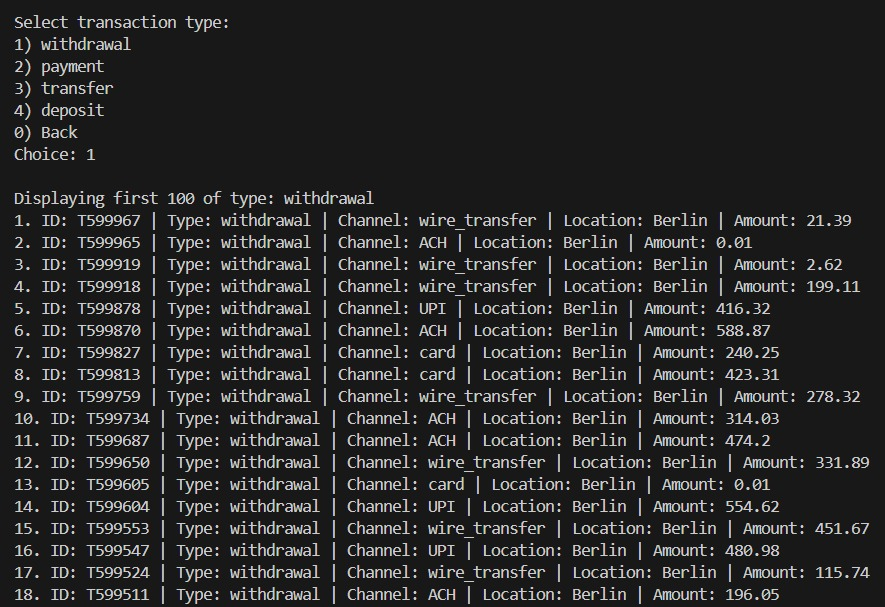 Select transaction type:
1) withdrawal
2) payment
3) transfer
4) deposit
0) Back
Choice: 1
Displaying first 100 of type: withdrawal
1. ID: T599967 | Type: withdrawal | Channel: wire_transfer | Location: Berlin | Amount: 21.39
2. ID: T599965 | Type: withdrawal | Channel: ACH | Location: Berlin | Amount: 0.01
3. ID: T599919 | Type: withdrawal | Channel: wire_transfer | Location: Berlin | Amount: 2.62
4. ID: T599918 | Type: withdrawal | Channel: wire_transfer | Location: Berlin | Amount: 199.11
5. ID: T599878 | Type: withdrawal | Channel: UPI | Location: Berlin | Amount: 416.32
6. ID: T599870 | Type: withdrawal | Channel: ACH | Location: Berlin | Amount: 588.87
7. ID: T599827 | Type: withdrawal | Channel: card | Location: Berlin | Amount: 240.25
8. ID: T599813 | Type: withdrawal | Channel: card | Location: Berlin | Amount: 423.31
9. ID: T599759 | Type: withdrawal | Channel: wire_transfer | Location: Berlin | Amount: 278.32
10. ID: T599734 | Type: withdrawal | Channel: ACH | Location: Berlin | Amount: 314.03
11. ID: T599687 | Type: withdrawal | Channel: ACH | Location: Berlin | Amount: 474.2
12. ID: T599650 | Type: withdrawal | Channel: wire_transfer | Location: Berlin | Amount: 331.89
13. ID: T599605 | Type: withdrawal | Channel: card | Location: Berlin | Amount: 0.01
14. ID: T599604 | Type: withdrawal | Channel: UPI | Location: Berlin | Amount: 554.62
15. ID: T599553 | Type: withdrawal | Channel: wire_transfer | Location: Berlin | Amount: 451.67
16. ID: T599547 | Type: withdrawal | Channel: UPI | Location: Berlin | Amount: 480.98
17. ID: T599524 | Type: withdrawal | Channel: wire_transfer | Location: Berlin | Amount: 115.74
18. ID: T599511 | Type: withdrawal | Channel: ACH | Location: Berlin | Amount: 196.05